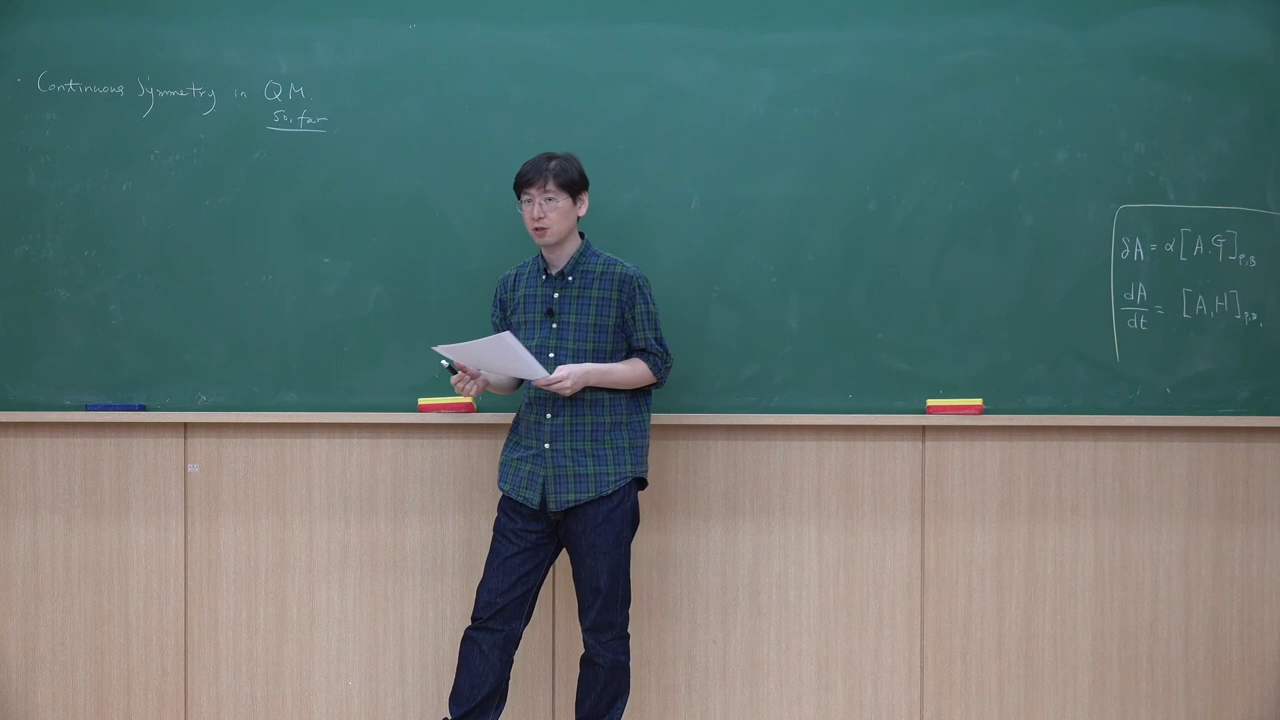 · Continuous Symmetry in QM.
So, far
δA = α[A,G]P.B
dA/dt = [A,H]P.B.